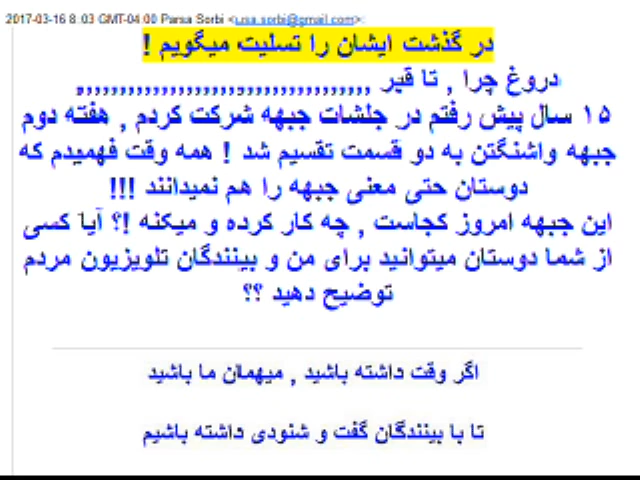 2017-03-16 8:03 GMT-04:00 Parsa Sorbi <usa.sorbi@gmail.com>:
در گذشت ایشان را تسلیت میگویم !
دروغ چرا , تا قبر ,,,,,,,,,,,,,,,,,,,,,,,,,,,,,,,,,,
۱۵ سال پیش رفتم در جلشات جبهه شرکت کردم , هفته دوم
جبهه واشنگتن به دو قسمت تقسیم شد ! همه وقت فهمیدم که
دوستان حتی معنی جبهه را هم نمیدانند !!!
این جبهه امروز کجاست , چه کار کرده و میکنه !؟ آیا کسی
از شما دوستان میتوانید برای من و بینندگان تلویزیون مردم
توضیح دهید ؟؟
اگر وقت داشته باشید , میهمان ما باشید
تا با بینندگان گفت و شنودی داشته باشیم